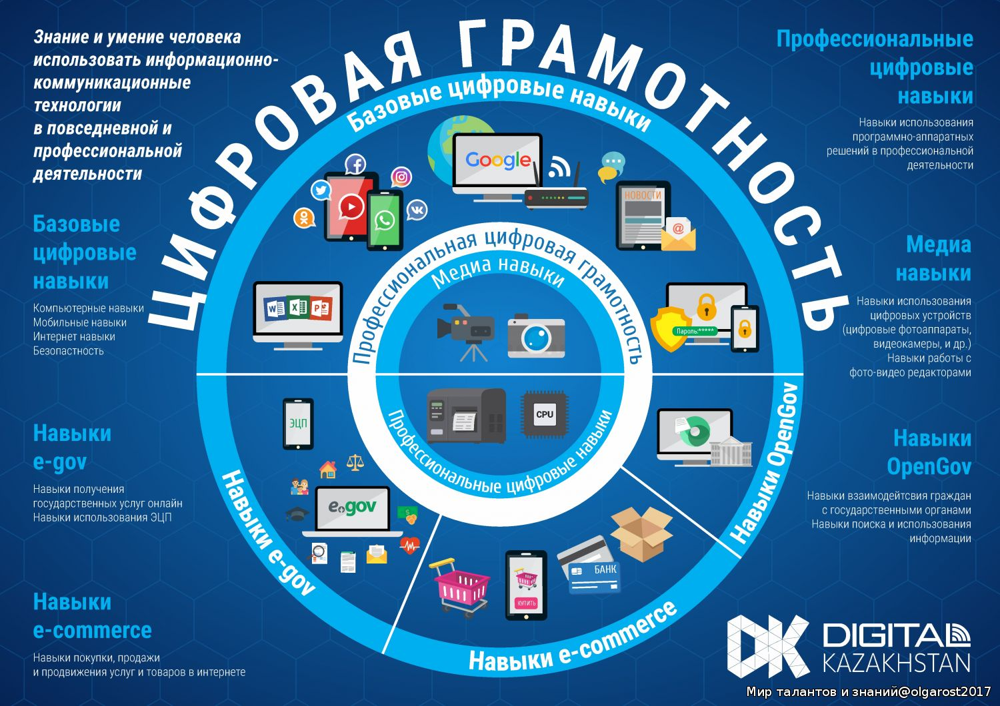 ЦИФРОВАЯ ГРАМОТНОСТЬ
Знание и умение человека
использовать информационно-
коммуникационные
технологии
в повседневной и
профессиональной
деятельности
Базовые
цифровые
навыки
Компьютерные навыки
Мобильные навыки
Интернет навыки
Безопастность
Навыки
e-gov
Навыки получения
государственных услуг онлайн
Навыки использования ЭЦП
Навыки
e-commerce
Навыки покупки, продажи
и продвижения услуг и товаров в интернете
Базовые цифровые навыки
Google
НОВОСТИ
@
W
X
P
Пароль:*****
Профессиональная цифровая грамотность
Медиа навыки
CPU
Профессиональные цифровые навыки
ЭЦП
e.gov
Навыки e-gov
БАНК
КУПИТЬ
Навыки e-commerce
Навыки OpenGov
Профессиональные
цифровые
навыки
Навыки использования
программно-аппаратных
решений в профессиональной
деятельности
Медиа
навыки
Навыки использования
цифровых устройств
(цифровые фотоаппараты,
видеокамеры, и др.)
Навыки работы с
фото-видео редакторами
Навыки
OpenGov
Навыки взаимодейтсвия граждан
с государственными органами
Навыки поиска и использования
информации
DK
DIGITAL
KAZAKHSTAN
Мир талантов и знаний@olgarost2017